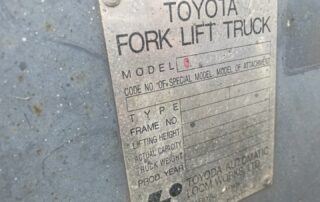 TOYOTA
FORK LIFT TRUCK
MODEL
CODE NO. OF SPECIAL MODEL MODEL OF ATTACHMENT
TYPE
FRAME NO.
LIFTING HEIGHT
ACTUAL CAPACITY
TRUCK WEIGHT
PROD YEAR
TOYODA AUTOMATIC
LOOM WORKS, LTD.